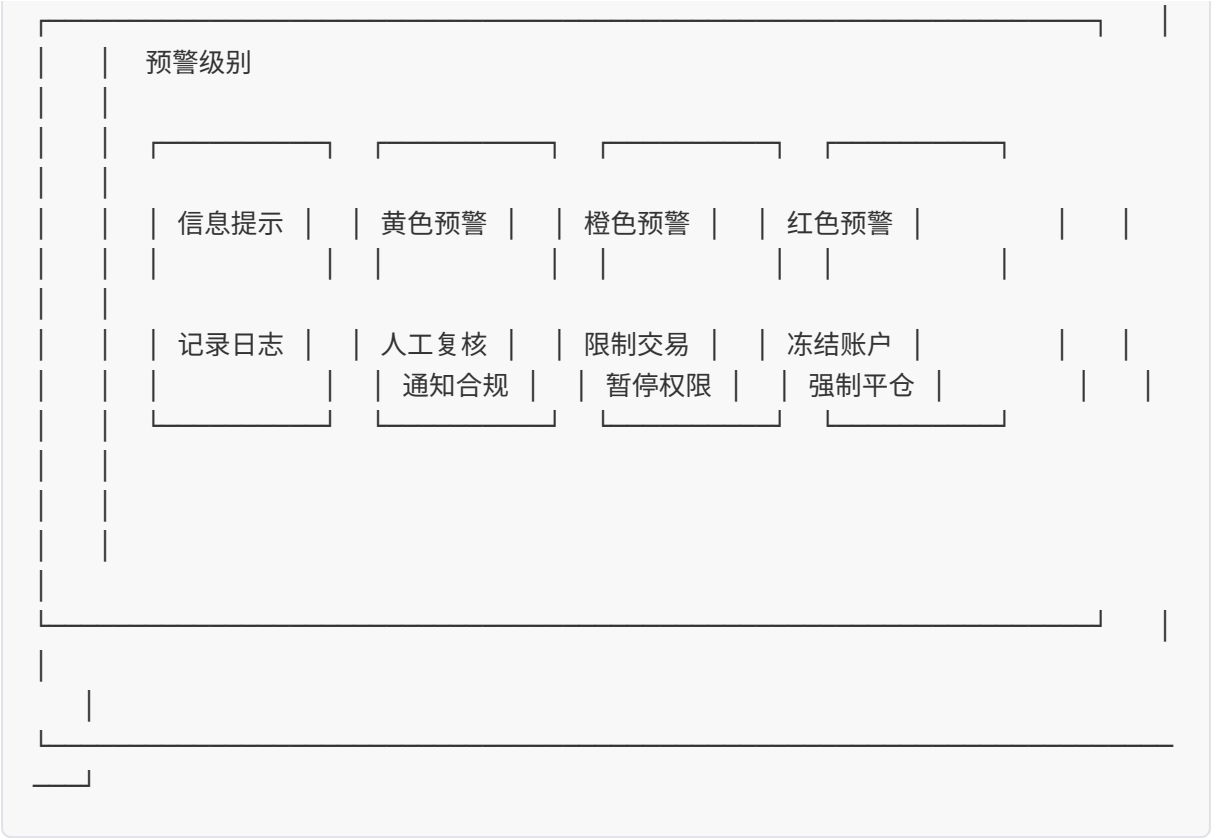 预警级别
信息提示 黄色预警 橙色预警 红色预警
记录日志 人工复核 限制交易 冻结账户
通知合规 暂停权限 强制平仓